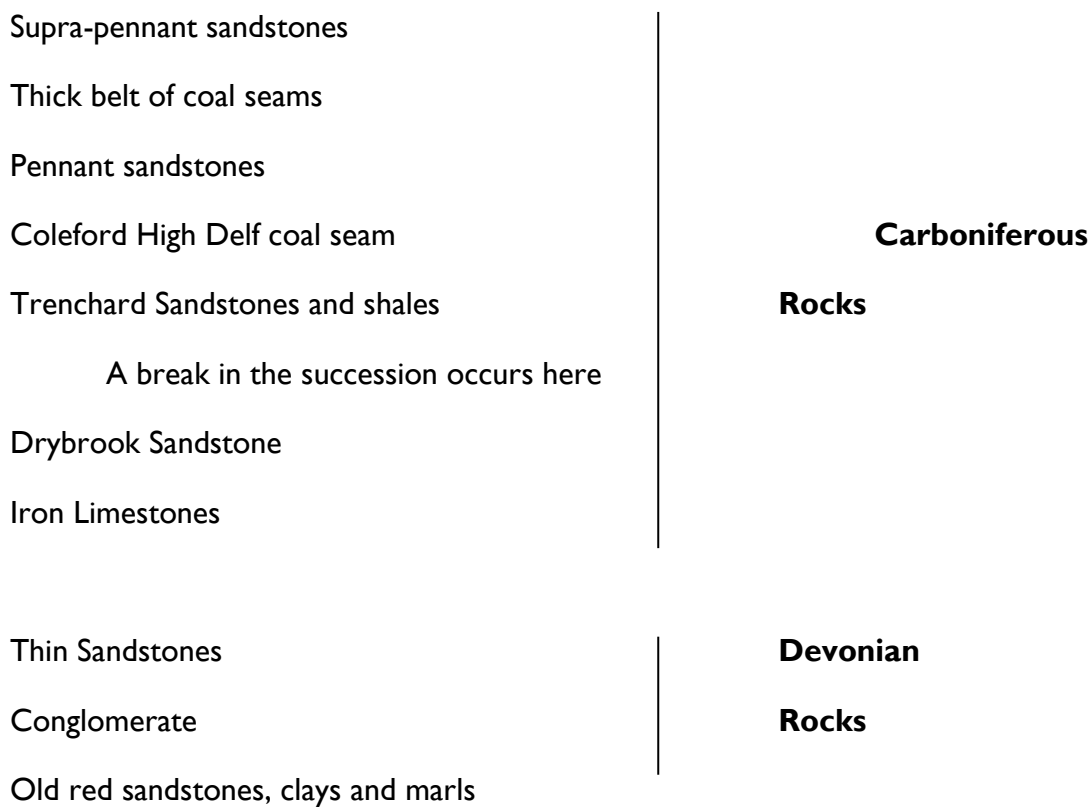 Supra-pennant sandstones
Thick belt of coal seams
Pennant sandstones
Coleford High Delf coal seam Carboniferous
Trenchard Sandstones and shales Rocks
A break in the succession occurs here
Drybrook Sandstone
Iron Limestones
Thin Sandstones Devonian
Conglomerate Rocks
Old red sandstones, clays and marls